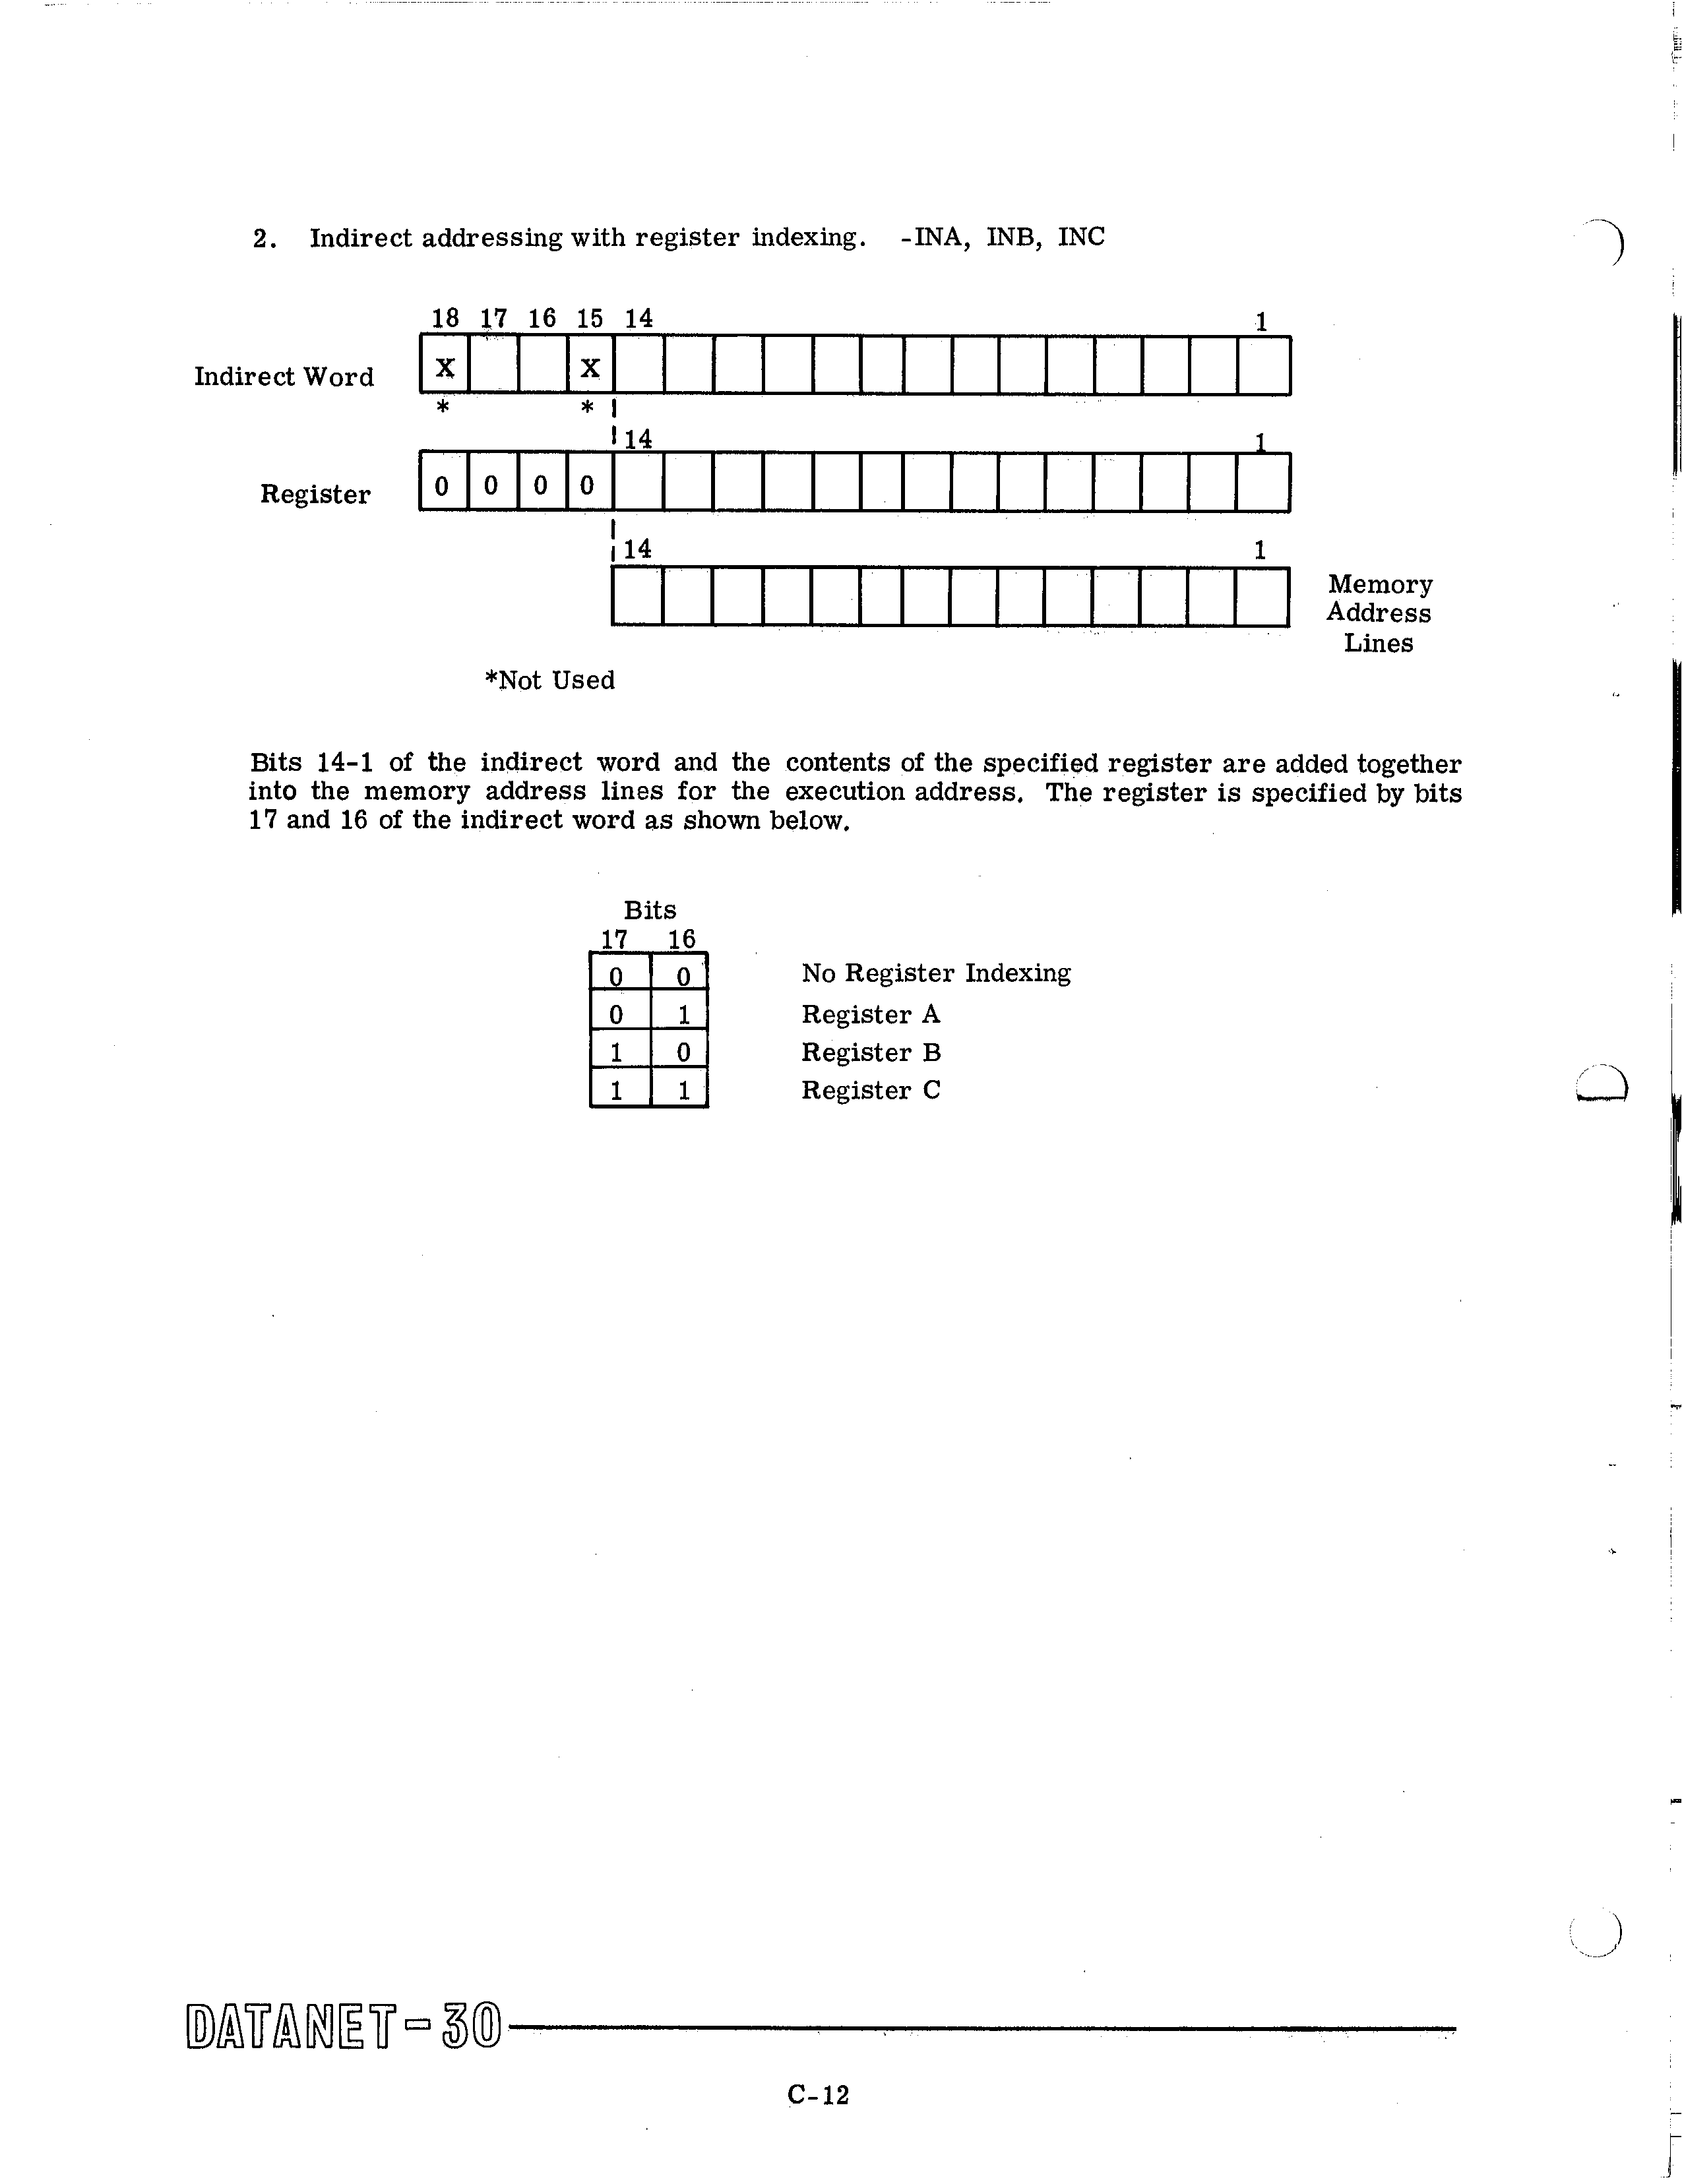 2. Indirect addressing with register indexing. -INA, INB, INC
18 17 16 15 14 1
Indirect Word X X
* *
14 1
Register 0 0 0 0
14 1
Memory
Address
Lines
*Not Used
Bits 14-1 of the indirect word and the contents of the specified register are added together
into the memory address lines for the execution address. The register is specified by bits
17 and 16 of the indirect word as shown below.
Bits
17 16
0 0 No Register Indexing
0 1 Register A
1 0 Register B
1 1 Register C
DATANET-30
C-12